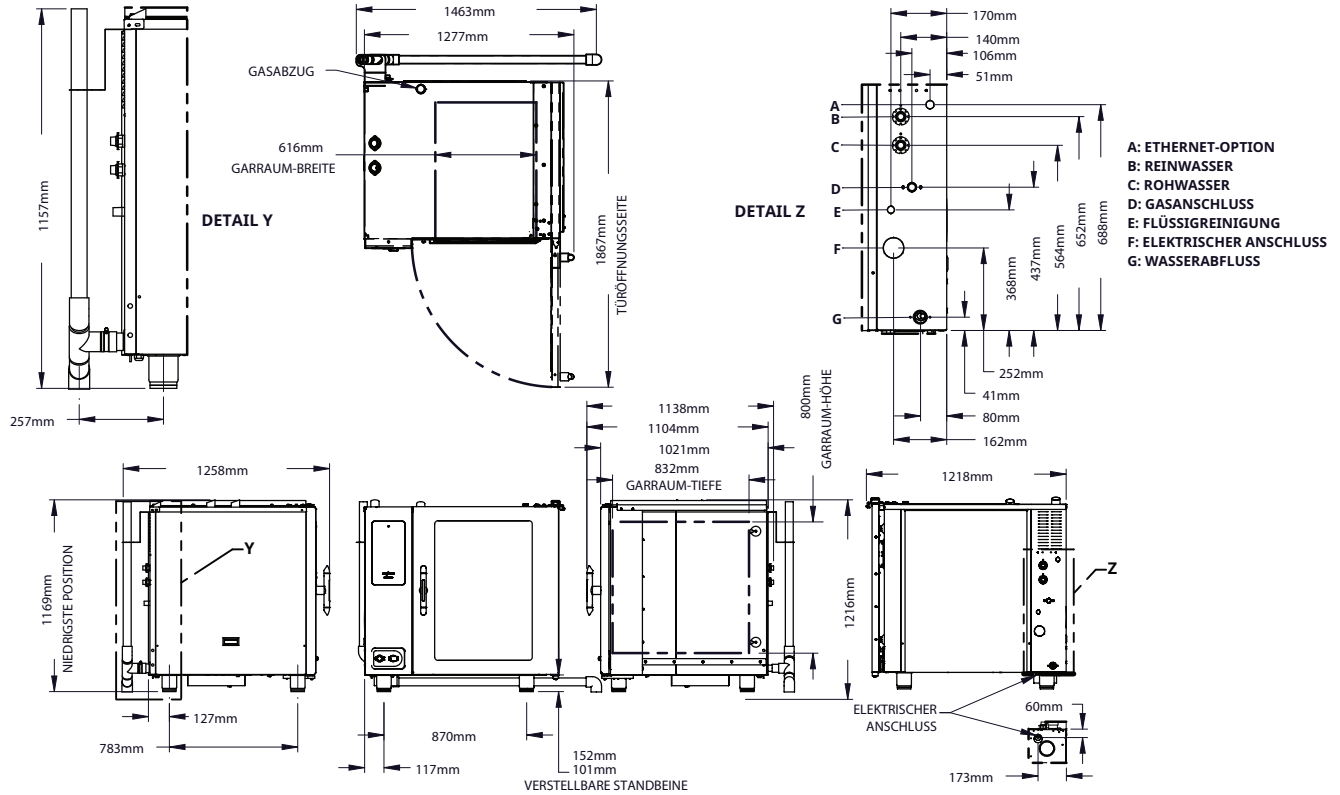 1463mm
1277mm
GASABZUG
616mm
GARRAUM-BREITE
1157mm
DETAIL Y
257mm
1867mm
TÜRÖFFNUNGSSEITE
170mm
140mm
106mm
51mm
A
B
C
D
E
F
G
DETAIL Z
368mm
437mm
564mm
652mm
688mm
252mm
41mm
80mm
162mm
A: ETHERNET-OPTION
B: REINWASSER
C: ROHWASSER
D: GASANSCHLUSS
E: FLÜSSIGREINIGUNG
F: ELEKTRISCHER ANSCHLUSS
G: WASSERABFLUSS
1258mm
1169mm
NIEDRIGSTE POSITION
Y
127mm
783mm
870mm
117mm
152mm
101mm
VERSTELLBARE STANDBEINE
1138mm
1104mm
1021mm
832mm
GARRAUM-TIEFE
800mm
GARRAUM-HÖHE
1216mm
1218mm
Z
ELEKTRISCHER
ANSCHLUSS
60mm
173mm